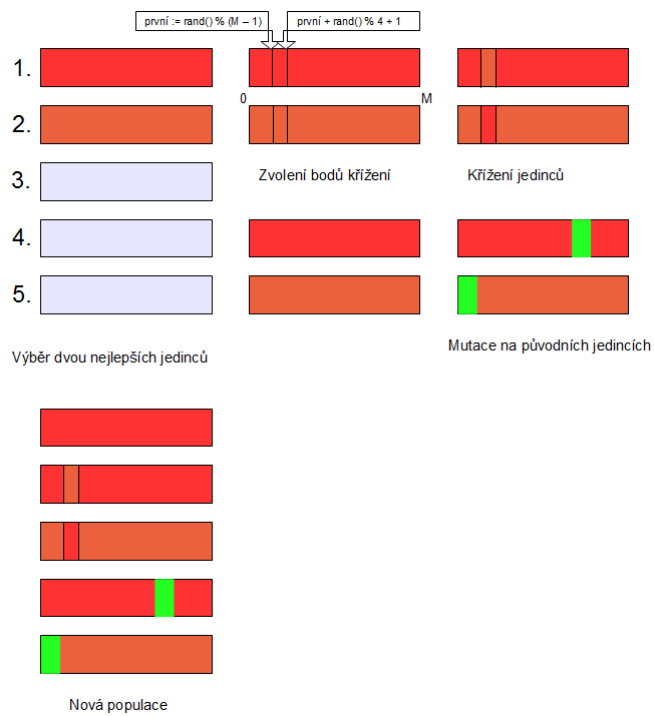 první := rand() % (M – 1)
první + rand() % 4 + 1
1.
0
M
2.
Zvolení bodů křížení
Křížení jedinců
3.
4.
5.
Mutace na původních jedincích
Výběr dvou nejlepších jedinců
Nová populace